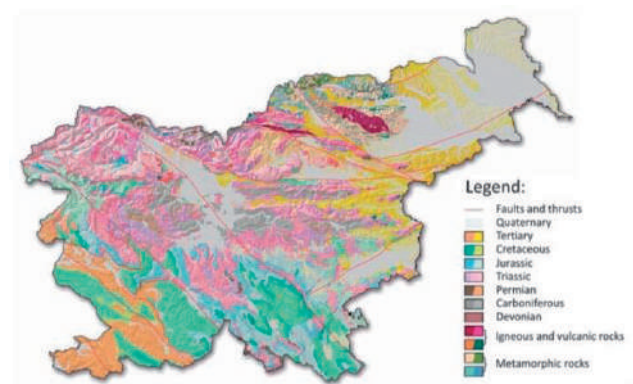 Legend:
Faults and thrusts
Quaternary
Tertiary
Cretaceous
Jurassic
Triassic
Permian
Carboniferous
Devonian
Igneous and vulcanic rocks
Metamorphic rocks